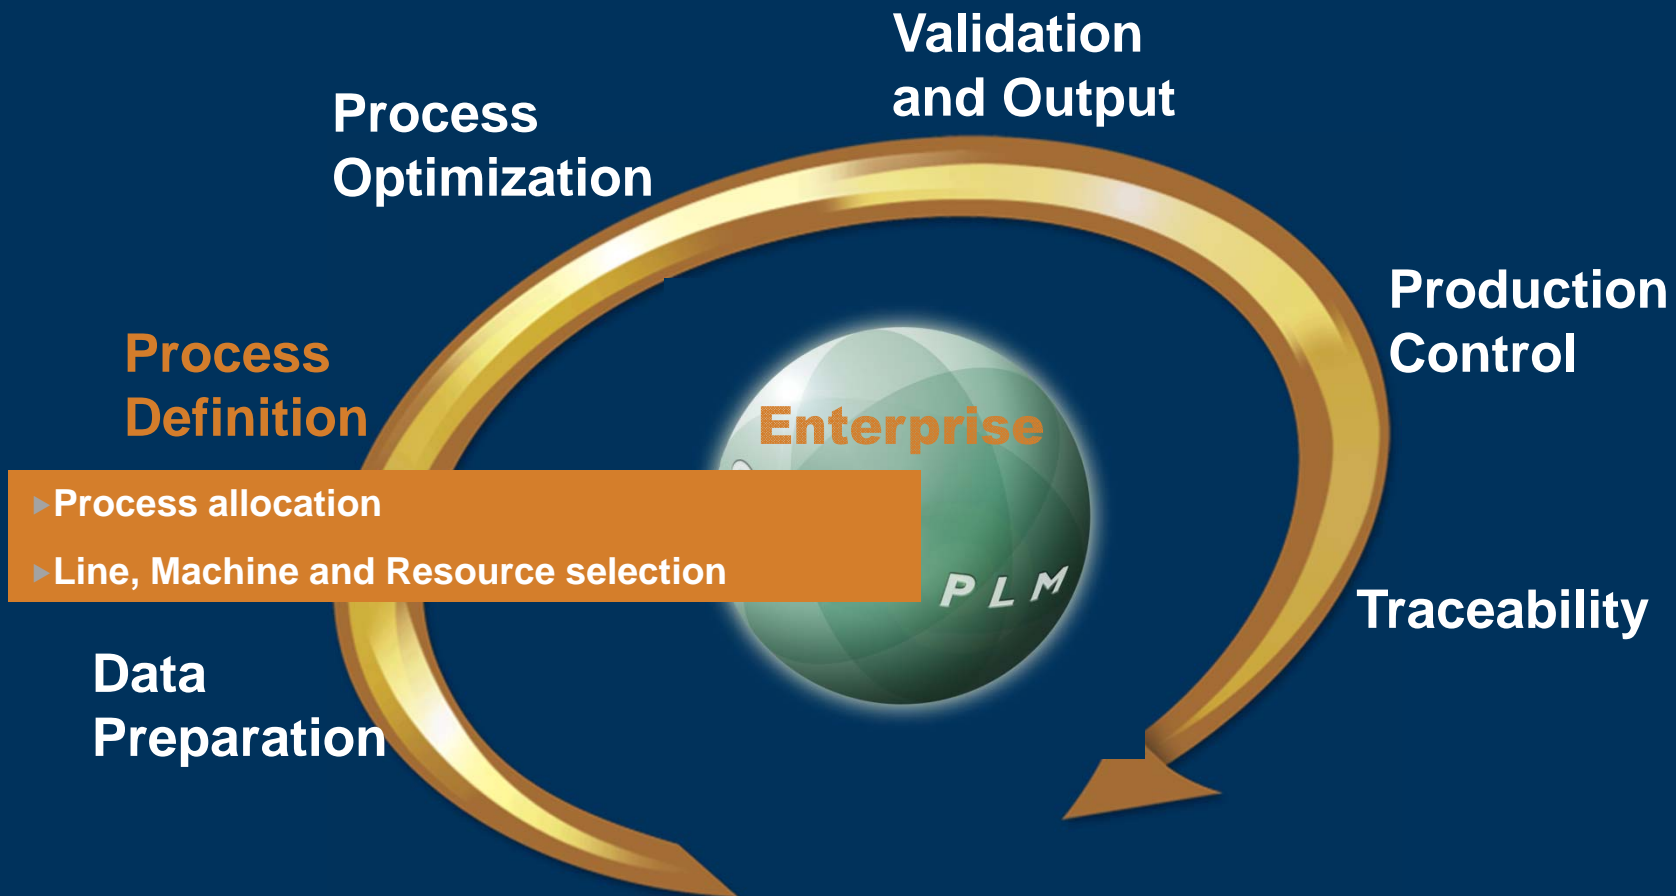 Validation
and Output
Process
Optimization
Production
Control
Process
Definition
Enterprise
►Process allocation
►Line, Machine and Resource selection
PLM
Traceability
Data
Preparation